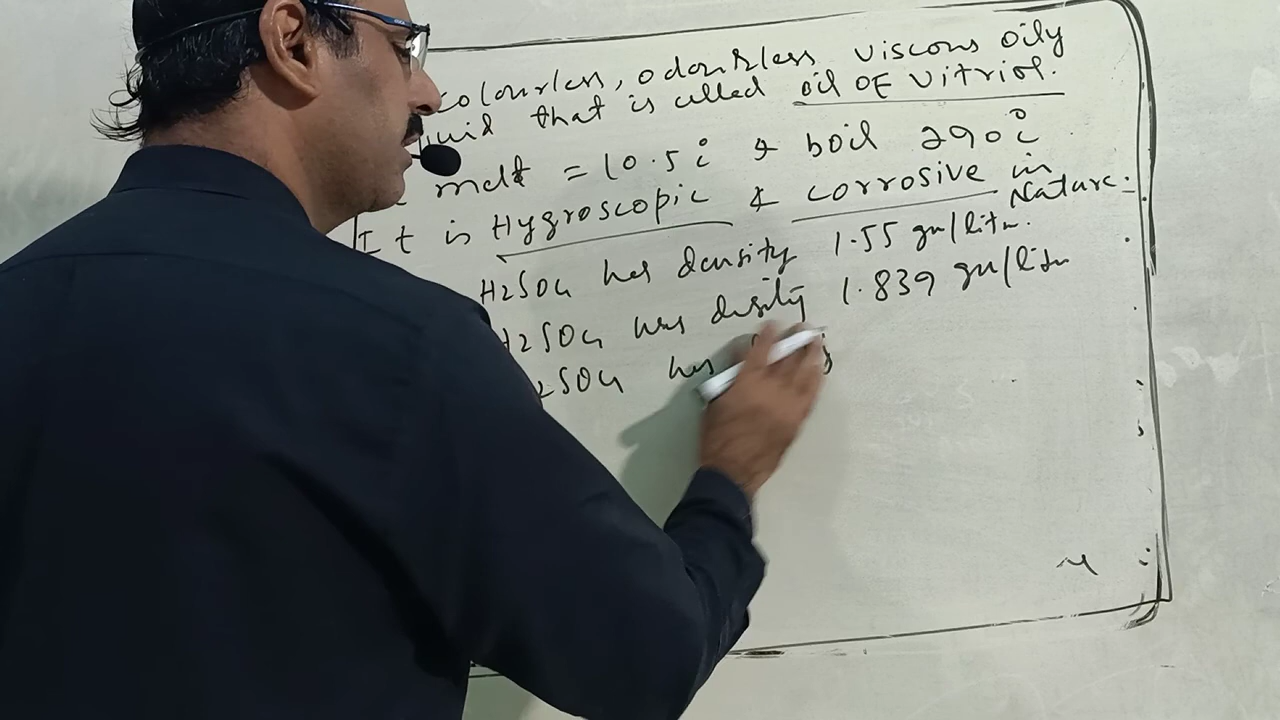 colourless, odourless viscous oily
that is called oil OF vitriol.
melt = 10.5°C & boil 290°C
It is Hygroscopic & corrosive in Nature.
H2SO4 has density 1.55 gm/litre.
H2SO4 has density 1.839 gm/litre
2SO4 has